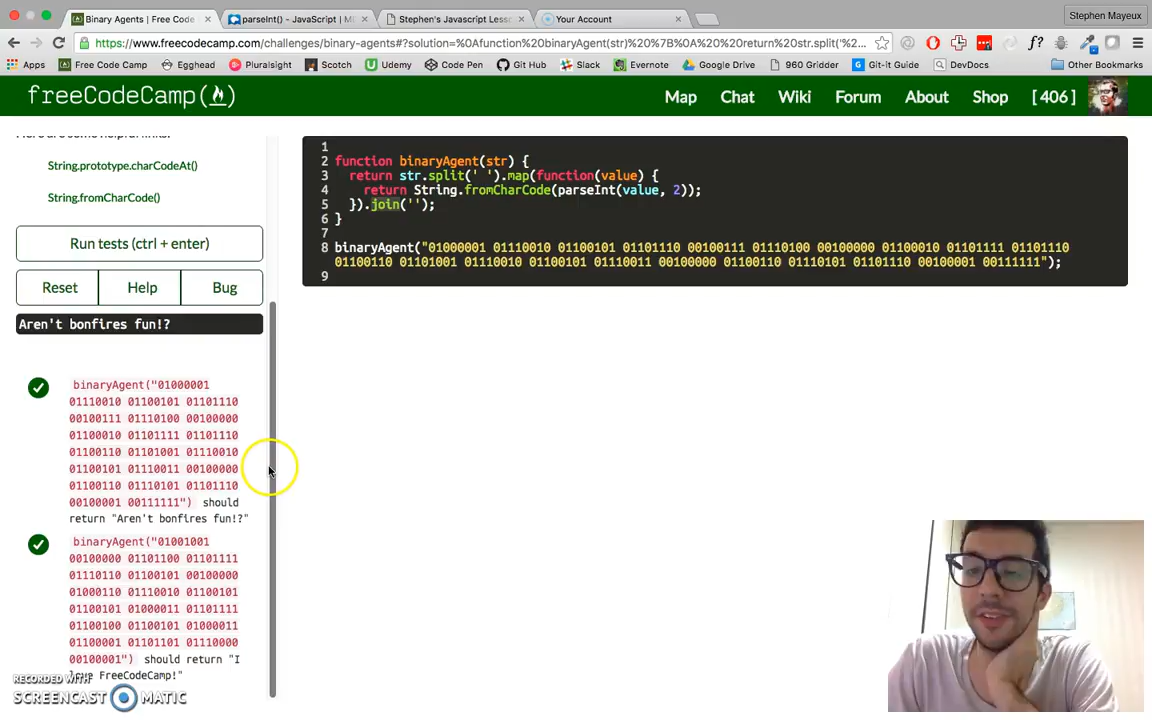 Binary Agents | Free Code
parseInt() - JavaScript | M
Stephen's Javascript Less
Your Account
Stephen Mayeux
https://www.freecodecamp.com/challenges/binary-agents#?solution=%0Afunction%20binaryAgent(str)%20%7B%0A%20%20return%20str.split('%2...
Apps
Free Code Camp
Egghead
Pluralsight
Scotch
Udemy
Code Pen
Git Hub
Slack
Evernote
Google Drive
960 Gridder
Git-it Guide
DevDocs
Other Bookmarks
freeCodeCamp
Map
Chat
Wiki
Forum
About
Shop
[ 406 ]
Here are some helpful links:
String.prototype.charCodeAt()
String.fromCharCode()
Run tests (ctrl + enter)
Reset
Help
Bug
Aren't bonfires fun!?
binaryAgent("01000001
01110010 01100101 01101110
00100111 01110100 00100000
01100010 01101111 01101110
01100110 01101001 01110010
01100101 01110011 00100000
01100110 01110101 01101110
00100001 00111111") should
return "Aren't bonfires fun!?"
binaryAgent("01001001
00100000 01101100 01101111
01110110 01100101 00100000
01000110 01110010 01100101
01100101 01000011 01101111
01100100 01100101 01000011
01100001 01101101 01110000
00100001") should return "I
love FreeCodeCamp!"
1
2 function binaryAgent(str) {
3 return str.split(' ').map(function(value) {
4 return String.fromCharCode(parseInt(value, 2));
5 }).join('');
6 }
7
8 binaryAgent("01000001 01110010 01100101 01101110 00100111 01110100 00100000 01100010 01101111 01101110
01100110 01101001 01110010 01100101 01110011 00100000 01100110 01110101 01101110 00100001 00111111");
9
RECORDED WITH
SCREENCAST MATIC